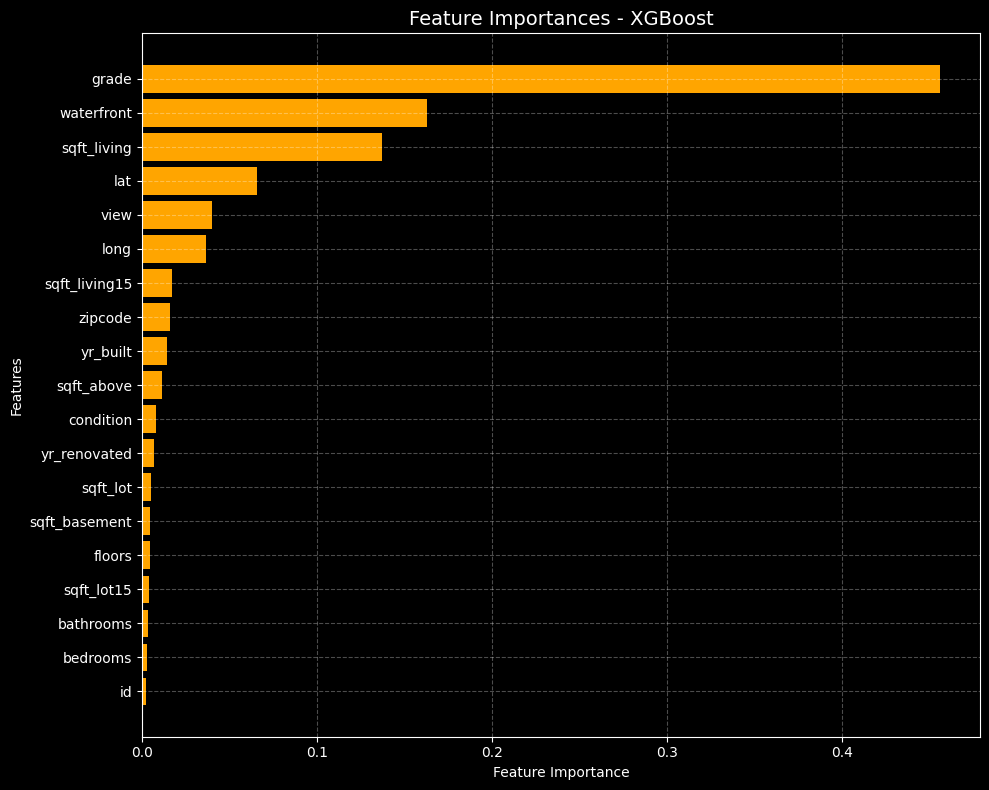 Feature Importances - XGBoost
grade
waterfront
sqft_living
lat
view
long
sqft_living15
zipcode
yr_built
sqft_above
condition
yr_renovated
sqft_lot
sqft_basement
floors
sqft_lot15
bathrooms
bedrooms
id
Features
0.0 0.1 0.2 0.3 0.4
Feature Importance